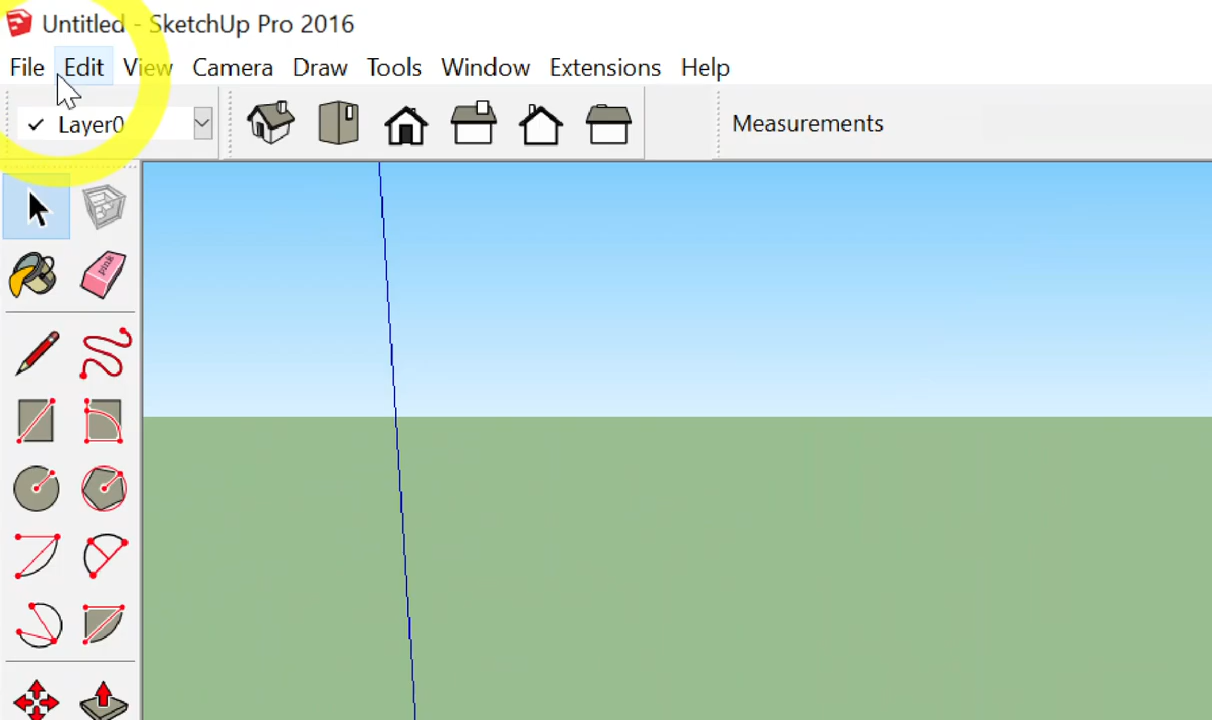 Untitled - SketchUp Pro 2016
File Edit View Camera Draw Tools Window Extensions Help
Layer0
Measurements